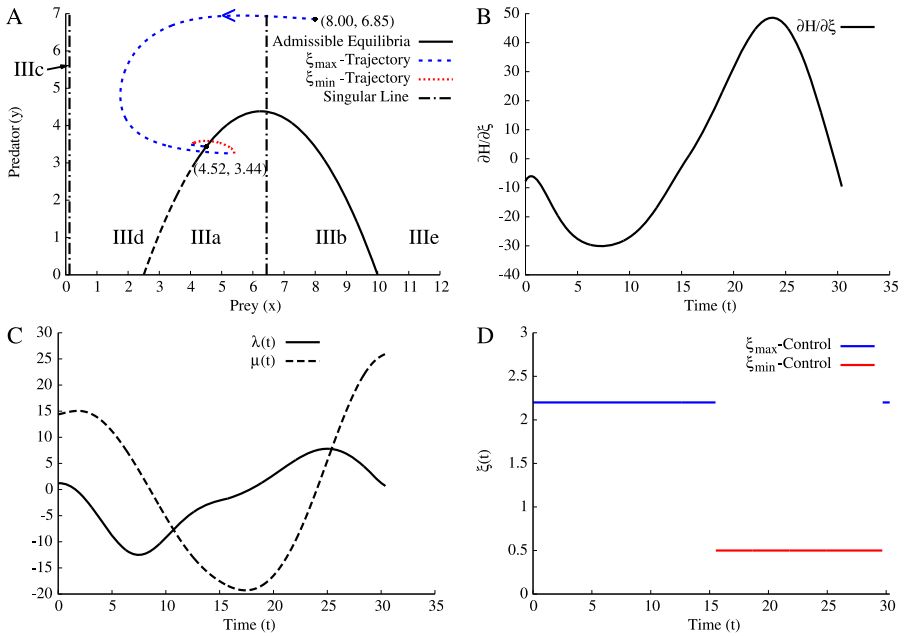 A
7
6
5
4
3
2
1
0
Predator (y)
(8.00, 6.85)
Admissible Equilibria
ξmax-Trajectory
ξmin-Trajectory
Singular Line
IIIc
(4.52, 3.44)
IIId IIIa IIIb IIIe
0 1 2 3 4 5 6 7 8 9 10 11 12
Prey (x)
B
50
40
30
20
10
0
-10
-20
-30
-40
∂H/∂ξ
∂H/∂ξ
0 5 10 15 20 25 30 35
Time (t)
C
30
25
20
15
10
5
0
-5
-10
-15
-20
λ(t)
μ(t)
0 5 10 15 20 25 30 35
Time (t)
D
3
2.5
2
1.5
1
0.5
0
ξ(t)
ξmax-Control
ξmin-Control
0 5 10 15 20 25 30
Time (t)